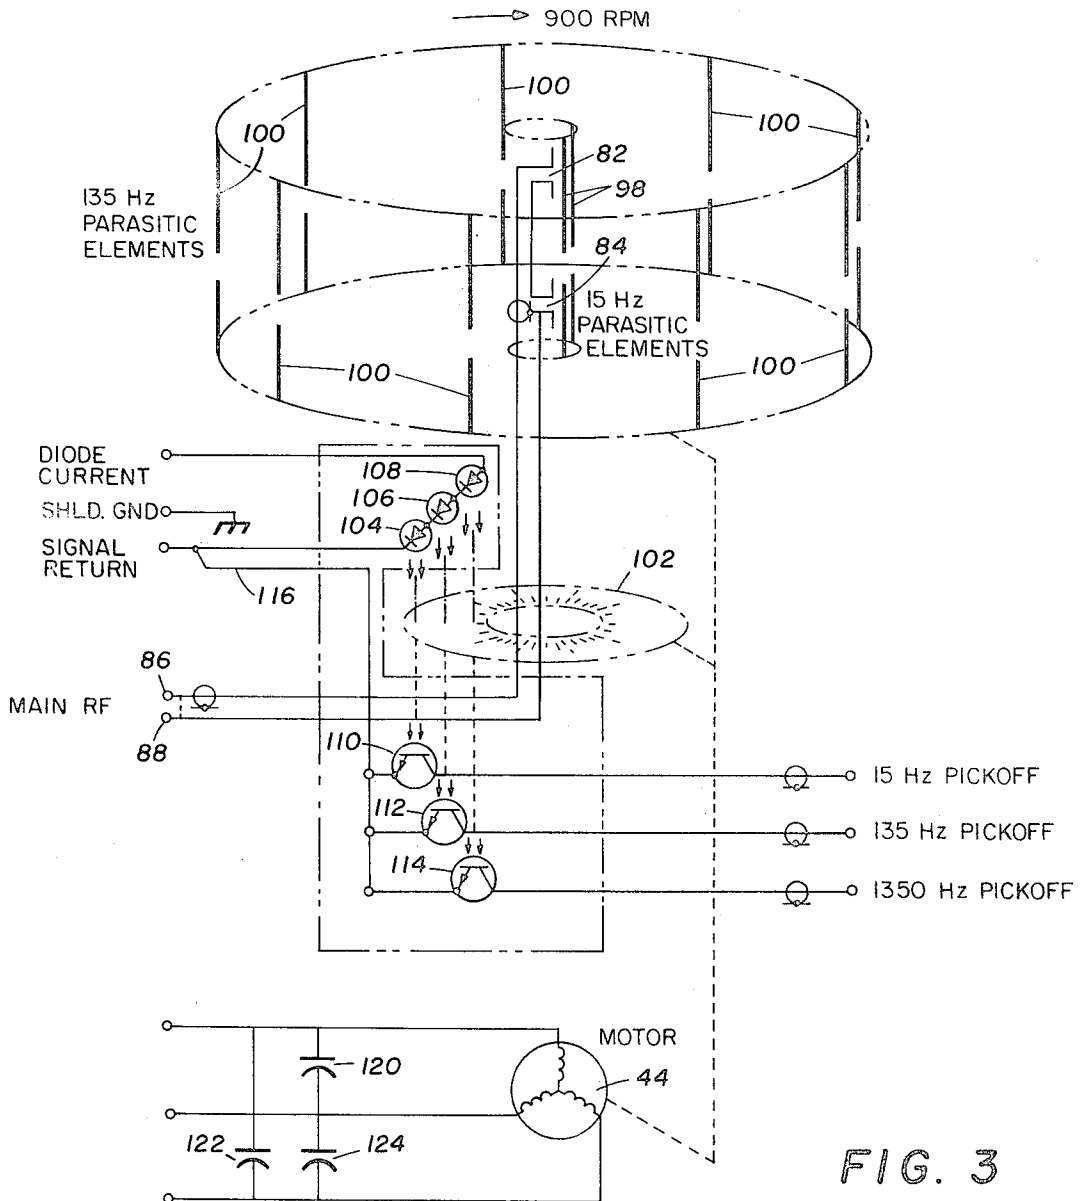 900 RPM
100
100
100
82
98
135 Hz
PARASITIC
ELEMENTS
84
15 Hz
PARASITIC
ELEMENTS
100
100
100
DIODE
CURRENT
108
106
SHLD. GND
104
SIGNAL
RETURN
116
102
86
MAIN RF
88
110
15 Hz PICKOFF
112
135 Hz PICKOFF
114
1350 Hz PICKOFF
MOTOR
120
44
122
124
FIG. 3